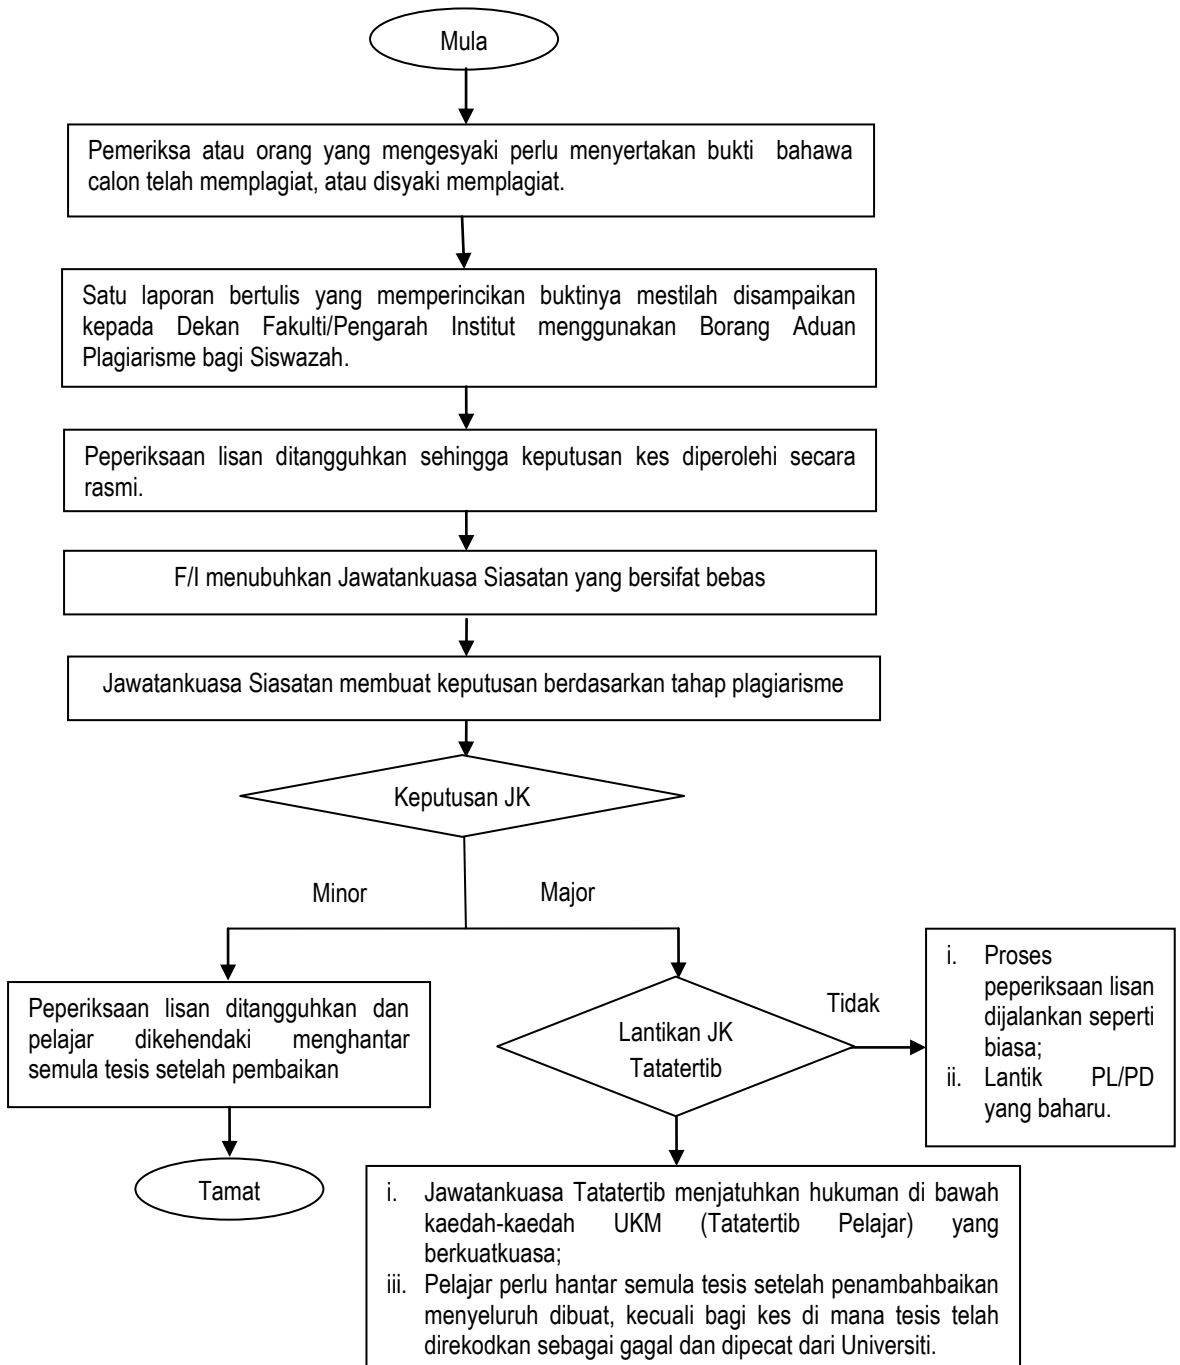 Mula
Pemeriksa atau orang yang mengesyaki perlu menyertakan bukti bahawa
calon telah memplagiat, atau disyaki memplagiat.
Satu laporan bertulis yang memperincikan buktinya mestilah disampaikan
kepada Dekan Fakulti/Pengarah Institut menggunakan Borang Aduan
Plagiarisme bagi Siswazah.
Peperiksaan lisan ditangguhkan sehingga keputusan kes diperolehi secara
rasmi.
F/I menubuhkan Jawatankuasa Siasatan yang bersifat bebas
Jawatankuasa Siasatan membuat keputusan berdasarkan tahap plagiarisme
Keputusan JK
Minor
Major
Peperiksaan lisan ditangguhkan dan
pelajar dikehendaki menghantar
semula tesis setelah pembaikan
Tamat
Lantikan JK
Tatatertib
Tidak
i. Proses
peperiksaan lisan
dijalankan seperti
biasa;
ii. Lantik PL/PD
yang baharu.
i. Jawatankuasa Tatatertib menjatuhkan hukuman di bawah
kaedah-kaedah UKM (Tatatertib Pelajar) yang
berkuatkuasa;
iii. Pelajar perlu hantar semula tesis setelah penambahbaikan
menyeluruh dibuat, kecuali bagi kes di mana tesis telah
direkodkan sebagai gagal dan dipecat dari Universiti.